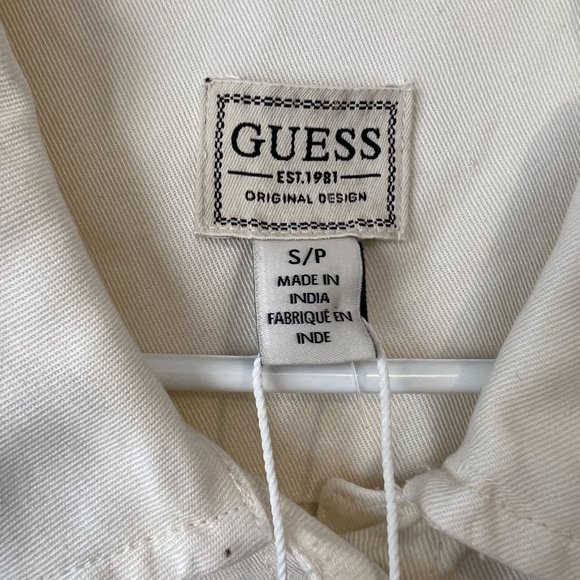 GUESS
EST.1981
ORIGINAL DESIGN
S/P
MADE IN
INDIA
FABRIQUÉ EN
INDE